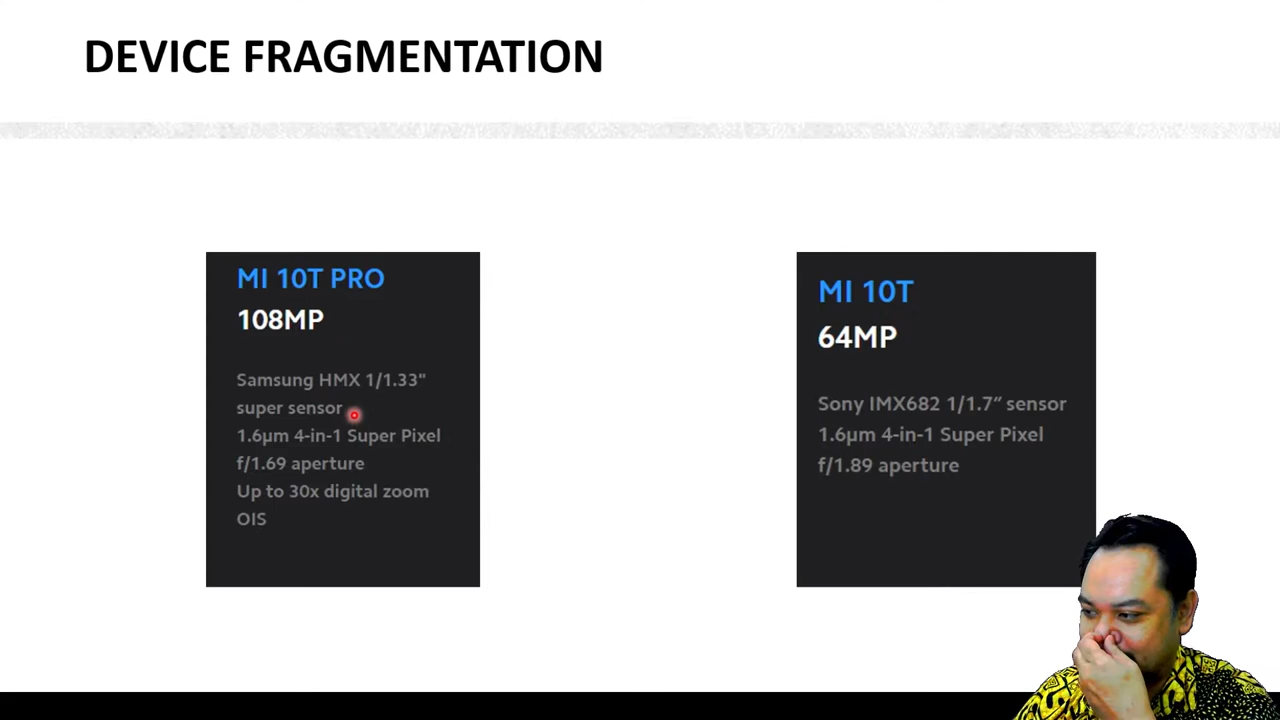 DEVICE FRAGMENTATION
MI 10T PRO
108MP
Samsung HMX 1/1.33"
super sensor
1.6µm 4-in-1 Super Pixel
f/1.69 aperture
Up to 30x digital zoom
OIS
MI 10T
64MP
Sony IMX682 1/1.7” sensor
1.6µm 4-in-1 Super Pixel
f/1.89 aperture